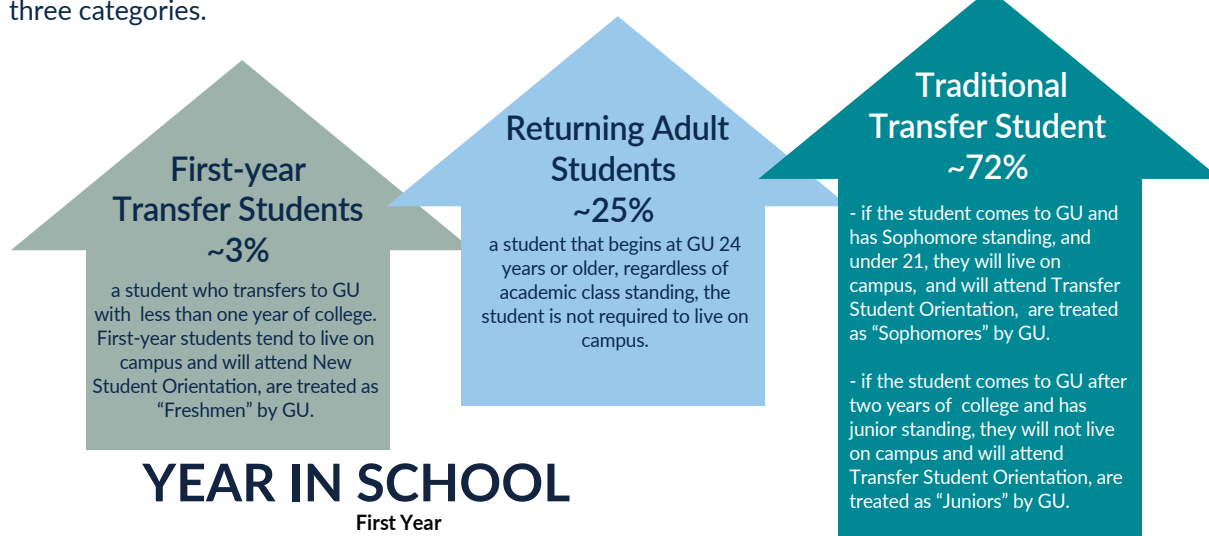 three categories.
First-year
Transfer Students
~3%
a student who transfers to GU
with less than one year of college.
First-year students tend to live on
campus and will attend New
Student Orientation, are treated as
“Freshmen” by GU.
Returning Adult
Students
~25%
a student that begins at GU 24
years or older, regardless of
academic class standing, the
student is not required to live on
campus.
Traditional
Transfer Student
~72%
- if the student comes to GU and
has Sophomore standing, and
under 21, they will live on
campus, and will attend Transfer
Student Orientation, are treated
as “Sophomores” by GU.
- if the student comes to GU after
two years of college and has
junior standing, they will not live
on campus and will attend
Transfer Student Orientation, are
treated as “Juniors” by GU.
YEAR IN SCHOOL
First Year